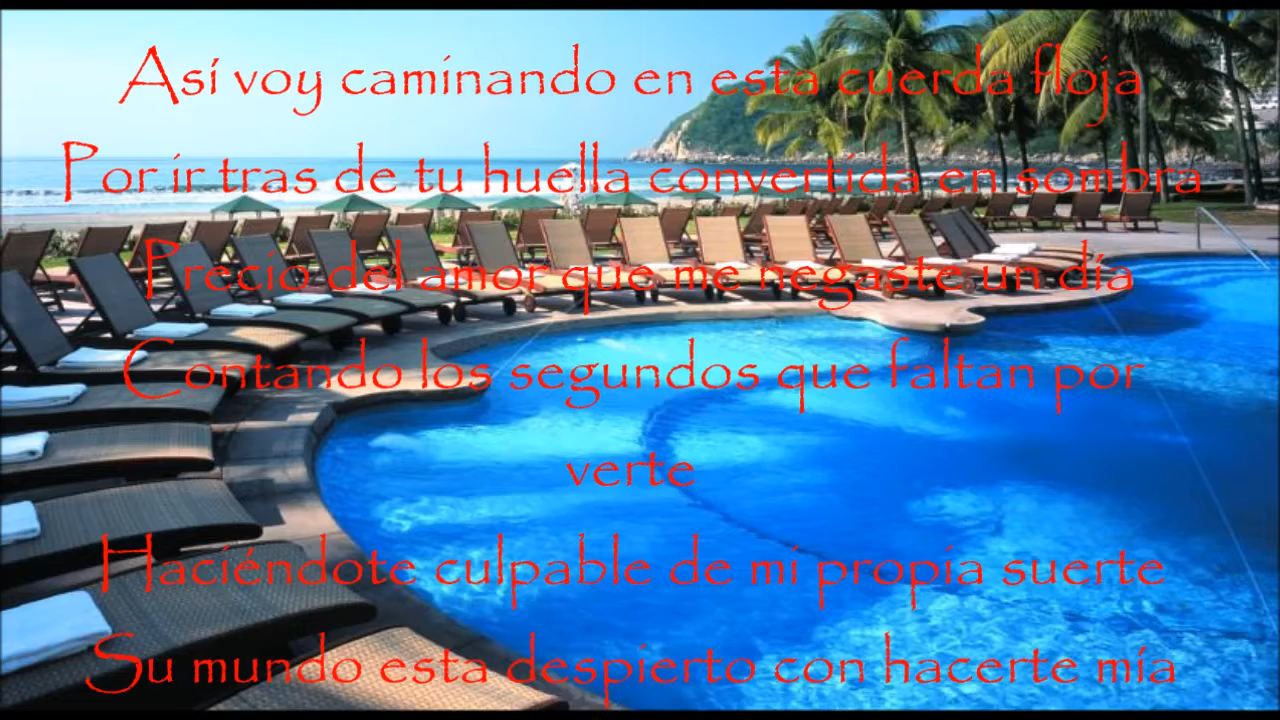 Así voy caminando en esta cuerda floja
Por ir tras de tu huella convertida en sombra
Precio del amor que me negaste un día
Contando los segundos que faltan por
verte
Haciéndote culpable de mi propia suerte
Su mundo esta despierto con hacerte mía